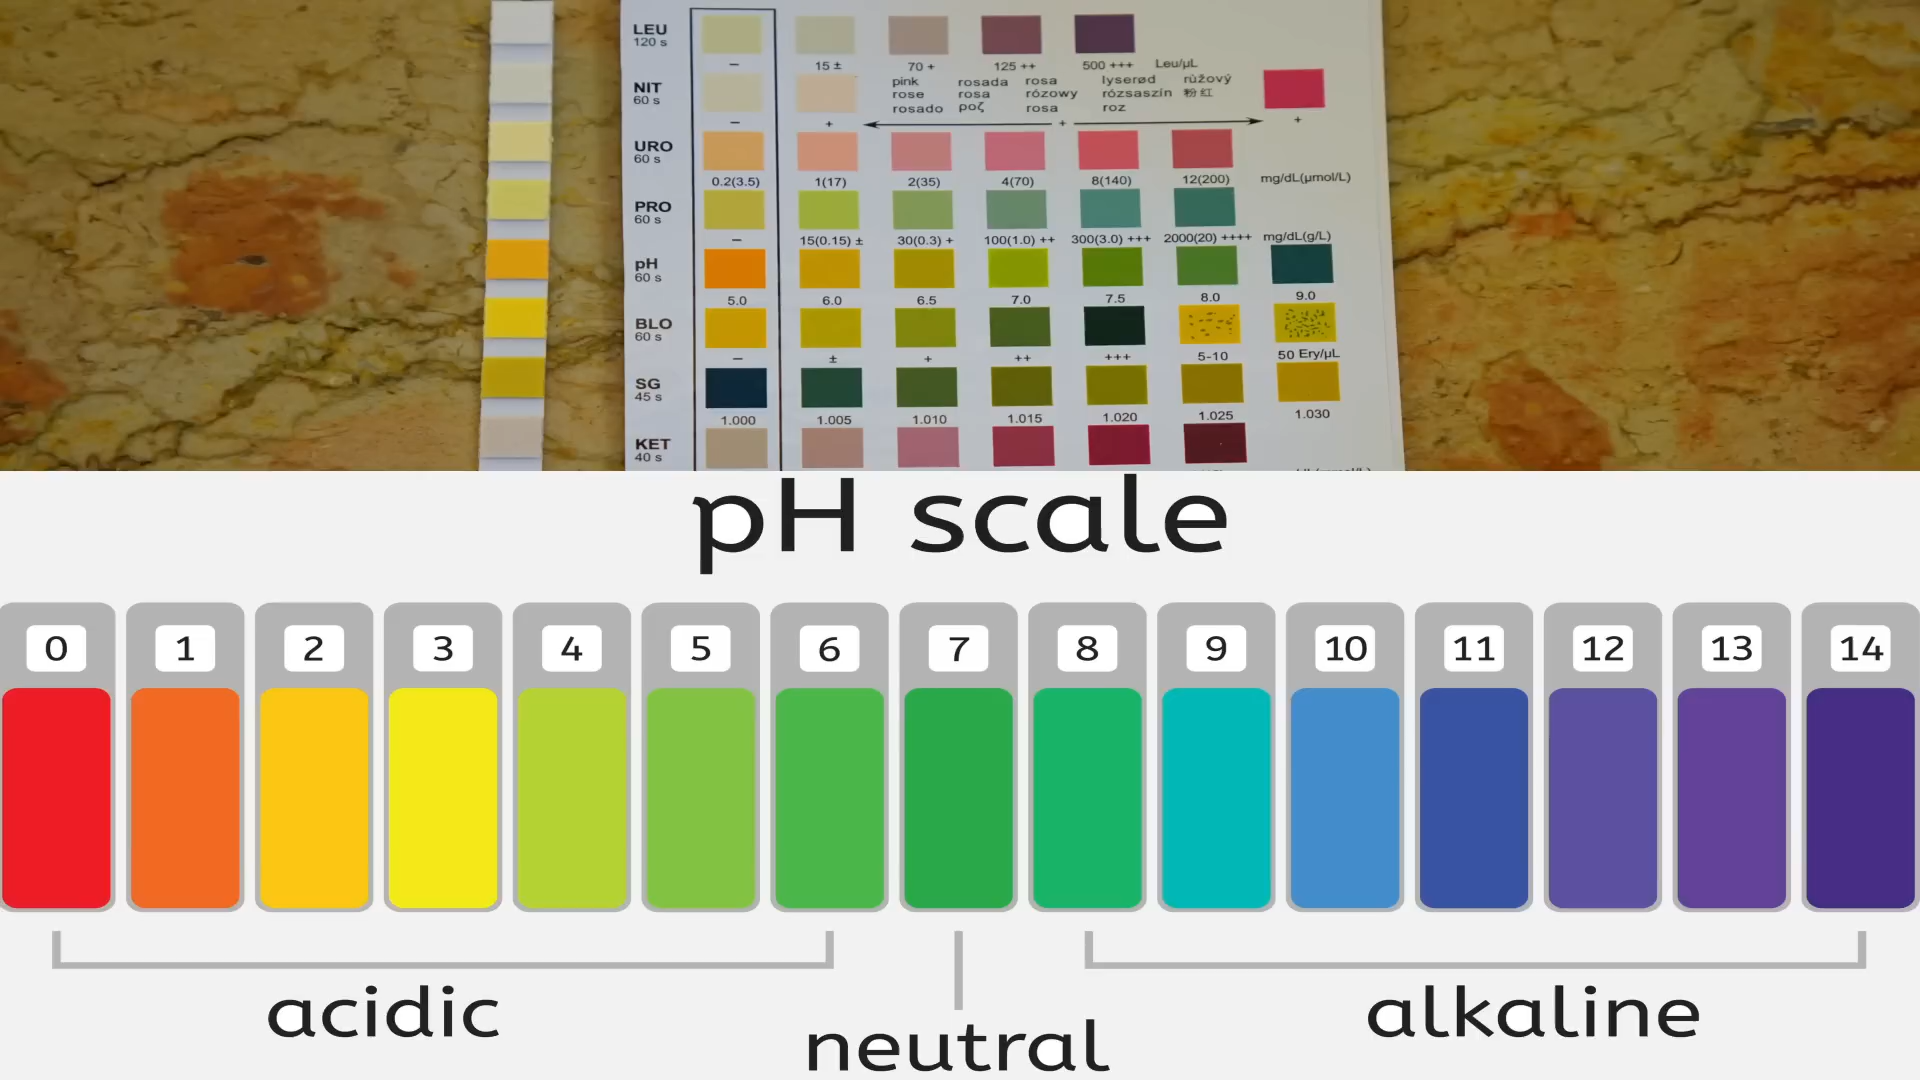 LEU
120 s
− 15 ± 70 + 125 ++ 500 +++ Leu/µL
NIT
60 s
pink rosada rosa lyserød růžový
rose rosa rózowy rózsaszín 粉 红
rosado ροζ rosa roz
− + + +
URO
60 s
0.2(3.5) 1(17) 2(35) 4(70) 8(140) 12(200) mg/dL(µmol/L)
PRO
60 s
− 15(0.15) ± 30(0.3) + 100(1.0) ++ 300(3.0) +++ 2000(20) ++++ mg/dL(g/L)
pH
60 s
5.0 6.0 6.5 7.0 7.5 8.0 9.0
BLO
60 s
− ± + ++ +++ 5-10 50 Ery/µL
SG
45 s
1.000 1.005 1.010 1.015 1.020 1.025 1.030
KET
40 s
pH scale
0 1 2 3 4 5 6 7 8 9 10 11 12 13 14
acidic
neutral
alkaline